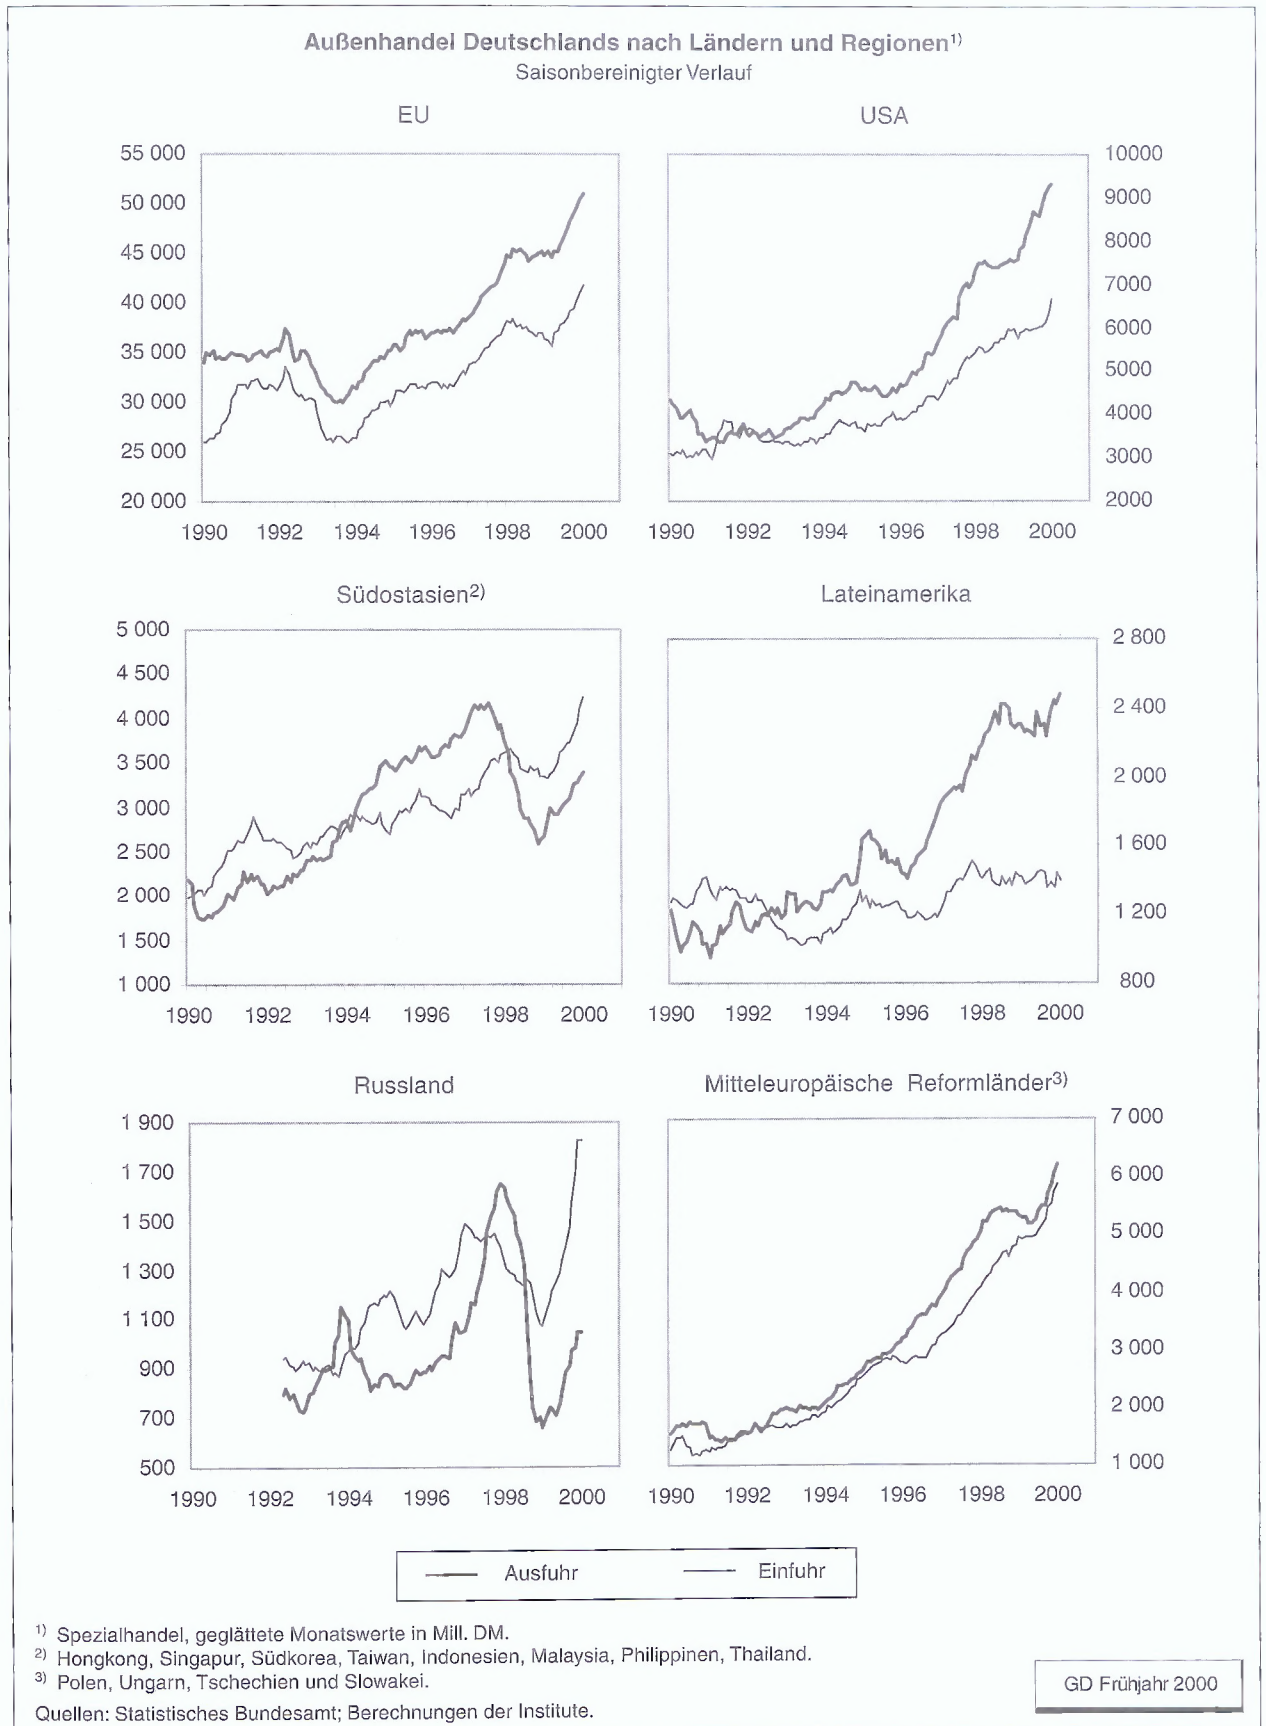 Außenhandel Deutschlands nach Ländern und Regionen1)
Saisonbereinigter Verlauf
EU
55 000
50 000
45 000
40 000
35 000
30 000
25 000
20 000
1990 1992 1994 1996 1998 2000
USA
10000
9000
8000
7000
6000
5000
4000
3000
2000
1990 1992 1994 1996 1998 2000
Südostasien2)
5 000
4 500
4 000
3 500
3 000
2 500
2 000
1 500
1 000
1990 1992 1994 1996 1998 2000
Lateinamerika
2 800
2 400
2 000
1 600
1 200
800
1990 1992 1994 1996 1998 2000
Russland
1 900
1 700
1 500
1 300
1 100
900
700
500
1990 1992 1994 1996 1998 2000
Mitteleuropäische Reformländer3)
7 000
6 000
5 000
4 000
3 000
2 000
1 000
1990 1992 1994 1996 1998 2000
Ausfuhr Einfuhr
1) Spezialhandel, geglättete Monatswerte in Mill. DM.
2) Hongkong, Singapur, Südkorea, Taiwan, Indonesien, Malaysia, Philippinen, Thailand.
3) Polen, Ungarn, Tschechien und Slowakei.
Quellen: Statistisches Bundesamt; Berechnungen der Institute.
GD Frühjahr 2000